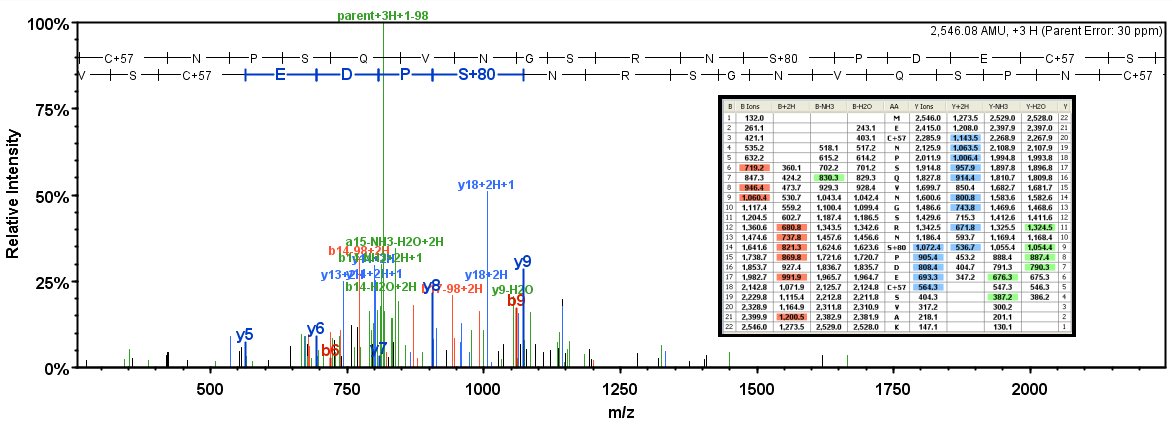 parent+3H+1-98
100%
2,546.08 AMU, +3 H (Parent Error: 30 ppm)
C+57 N P S Q V N G S R N S+80 P D E C+57 S
V S C+57 E D P S+80 N R S G N V Q S P N C+57
75%
50%
25%
0%
Relative Intensity
y18+2H+1
a15-NH3-H2O+2H
b14-98+2H
y13+2H
y14+2H+1
y18+2H
b14-H2O+2H
y8
7-98+2H
y9-H2O
y9
b9
y5
y6
b6
y7
500 750 1000 1250 1500 1750 2000
m/z
B B Ions B+2H B-NH3 B-H2O AA Y Ions Y+2H Y-NH3 Y-H2O Y
1 132.0 M 2,546.0 1,273.5 2,529.0 2,528.0 22
2 261.1 243.1 E 2,415.0 1,208.0 2,397.9 2,397.0 21
3 421.1 403.1 C+57 2,285.9 1,143.5 2,268.9 2,267.9 20
4 535.2 518.1 517.2 N 2,125.9 1,063.5 2,108.9 2,107.9 19
5 632.2 615.2 614.2 P 2,011.9 1,006.4 1,994.8 1,993.8 18
6 719.2 360.1 702.2 701.2 S 1,914.8 957.9 1,897.8 1,896.8 17
7 847.3 424.2 830.3 829.3 Q 1,827.8 914.4 1,810.7 1,809.8 16
8 946.4 473.7 929.3 928.4 V 1,699.7 850.4 1,682.7 1,681.7 15
9 1,060.4 530.7 1,043.4 1,042.4 N 1,600.6 800.8 1,583.6 1,582.6 14
10 1,117.4 559.2 1,100.4 1,099.4 G 1,486.6 743.8 1,469.6 1,468.6 13
11 1,204.5 602.7 1,187.4 1,186.5 S 1,429.6 715.3 1,412.6 1,411.6 12
12 1,360.6 680.8 1,343.5 1,342.6 R 1,342.5 671.8 1,325.5 1,324.5 11
13 1,474.6 737.8 1,457.6 1,456.6 N 1,186.4 593.7 1,169.4 1,168.4 10
14 1,641.6 821.3 1,624.6 1,623.6 S+80 1,072.4 536.7 1,055.4 1,054.4 9
15 1,738.7 869.8 1,721.6 1,720.7 P 905.4 453.2 888.4 887.4 8
16 1,853.7 927.4 1,836.7 1,835.7 D 808.4 404.7 791.3 790.3 7
17 1,982.7 991.9 1,965.7 1,964.7 E 693.3 347.2 676.3 675.3 6
18 2,142.8 1,071.9 2,125.7 2,124.8 C+57 564.3 547.3 546.3 5
19 2,229.8 1,115.4 2,212.8 2,211.8 S 404.3 387.2 386.2 4
20 2,328.9 1,164.9 2,311.8 2,310.9 V 317.2 300.2 3
21 2,399.9 1,200.5 2,382.9 2,381.9 A 218.1 201.1 2
22 2,546.0 1,273.5 2,529.0 2,528.0 K 147.1 130.1 1